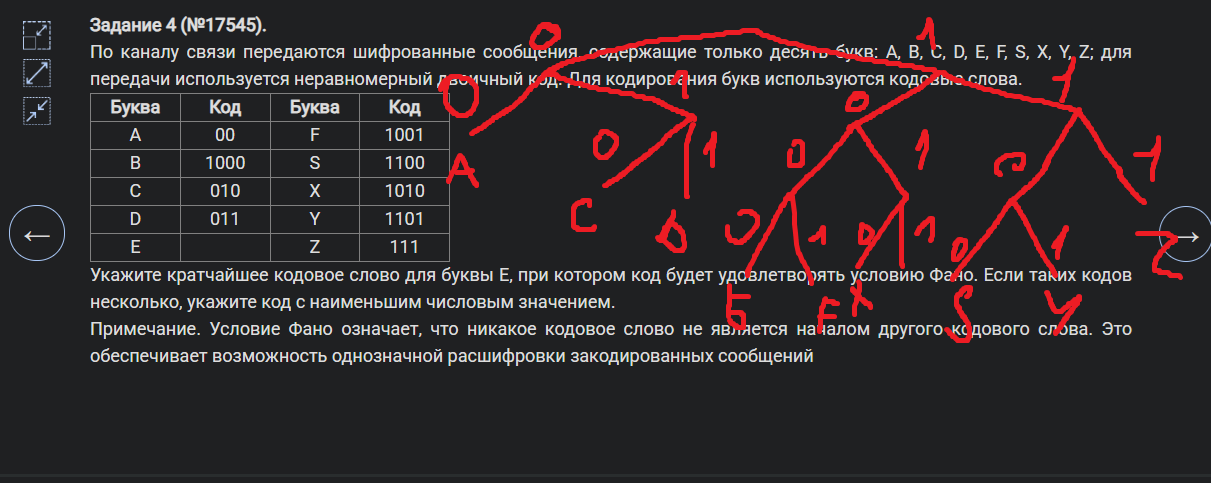 Задание 4 (№17545).
По каналу связи передаются шифрованные сообщения, содержащие только десять букв: A, B, C, D, E, F, S, X, Y, Z; для
передачи используется неравномерный двоичный код. Для кодирования букв используются кодовые слова.
Буква Код Буква Код
A 00 F 1001
B 1000 S 1100
C 010 X 1010
D 011 Y 1101
E Z 111
Укажите кратчайшее кодовое слово для буквы E, при котором код будет удовлетворять условию Фано. Если таких кодов
несколько, укажите код с наименьшим числовым значением.
Примечание. Условие Фано означает, что никакое кодовое слово не является началом другого кодового слова. Это
обеспечивает возможность однозначной расшифровки закодированных сообщений
0 1
0 1 0 1
A 0 1 0 1 0 1
C D 0 1 0 1 0 1 Z
Б F X S Y